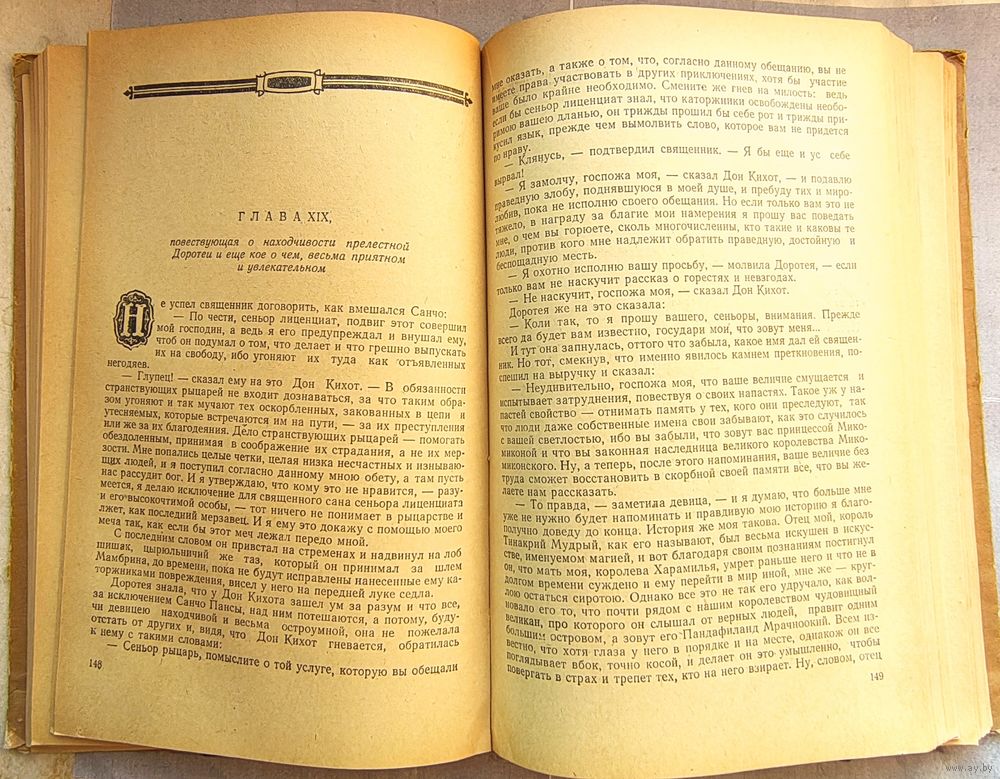 ГЛАВА XIX,
повествующая о находчивости прелестной
Доротеи и еще кое о чем, весьма приятном
и увлекательном
Не успел священник договорить, как вмешался Санчо:
— По чести, сеньор лиценциат, подвиг этот совершил
мой господин, а ведь я его предупреждал и внушал ему,
чтоб он подумал о том, что делает и что грешно выпускать
их на свободу, ибо угоняют их туда как отъявленных
негодяев.
— Глупец! — сказал ему на это Дон Кихот. — В обязанности
странствующих рыцарей не входит дознаваться, за что таким обра-
зом угоняют и так мучают тех оскорбленных, закованных в цепи и
утесняемых, которые встречаются им на пути, — за их преступления
или же за их благодеяния. Дело странствующих рыцарей — помогать
обездоленным, принимая в соображение их страдания, а не их мер-
зости. Мне попались целые четки, целая низка несчастных и изнываю-
щих людей, и я поступил согласно данному мною обету, а там пусть
нас рассудит бог. И я утверждаю, что кому это не нравится, — разу-
меется, я делаю исключение для священного сана сеньора лиценциата
и его высокочтимой особы, — тот ничего не понимает в рыцарстве и
лжет, как последний мерзавец. И я ему это докажу с помощью моего
меча так, как если бы этот меч лежал передо мной.
С последним словом он привстал на стременах и надвинул на лоб
шишак, цырюльничий же таз, который он принимал за шлем
Мамбрина, до времени, пока не будут исправлены нанесенные ему ка-
торжниками повреждения, висел у него на передней луке седла.
Доротея знала, что у Дон Кихота зашел ум за разум и что все,
за исключением Санчо Пансы, над ним потешаются, а потому, буду-
чи девицею находчивой и весьма остроумной, она не пожелала
отстать от других и, видя, что Дон Кихот гневается, обратилась
к нему с такими словами:
— Сеньор рыцарь, помыслите о той услуге, которую вы обещали
148
мне оказать, а также о том, что, согласно данному обещанию, вы не
имеете права участвовать в других приключениях, хотя бы участие
ваше было крайне необходимо. Смените же гнев на милость: ведь
если бы сеньор лиценциат знал, что каторжники освобождены необо-
римою вашею дланью, он трижды прошил бы себе рот и трижды при-
кусил язык, прежде чем вымолвить слово, которое вам не придется
по нраву.
— Клянусь, — подтвердил священник. — Я бы еще и ус себе
вырвал!
— Я замолчу, госпожа моя, — сказал Дон Кихот, — и подавлю
праведную злобу, поднявшуюся в моей душе, и пребуду тих и миро-
любив, пока не исполню своего обещания. Но если только вам это не
тяжело, в награду за благие мои намерения я прошу вас поведать
мне, о чем вы горюете, сколь многочисленны, кто такие и каковы те
люди, против кого мне надлежит обратить праведную, достойную и
беспощадную месть.
— Я охотно исполню вашу просьбу, — молвила Доротея, — если
только вам не наскучит рассказ о горестях и невзгодах.
— Не наскучит, госпожа моя, — сказал Дон Кихот.
Доротея же на это сказала:
— Коли так, то я прошу вашего, сеньоры, внимания. Прежде
всего да будет вам известно, государи мои, что зовут меня...
И тут она запнулась, оттого что забыла, какое имя дал ей священ-
ник. Но тот, смекнув, что именно явилось камнем преткновения, по-
спешил на выручку и сказал:
— Неудивительно, госпожа моя, что ваше величие смущается и
испытывает затруднения, повествуя о своих напастях. Такое уж у на-
пастей свойство — отнимать память у тех, кого они преследуют, так
что люди даже собственные имена свои забывают, как это случилось
с вашей светлостью, ибо вы забыли, что зовут вас принцессой Мико-
миконой и что вы законная наследница великого королевства Мико-
миконского. Ну, а теперь, после этого напоминания, ваше величие без
труда сможет восстановить в скорбной своей памяти все, что вы же-
лаете нам рассказать.
— То правда, — заметила девица, — и я думаю, что больше мне
уже не нужно будет напоминать и правдивую мою историю я благо-
получно доведу до конца. История же моя такова. Отец мой, король
Тинакрий Мудрый, как его называют, был весьма искушен в искус-
стве, именуемом магией, и вот благодаря своим познаниям постигнул
он, что мать моя, королева Харамилья, умрет раньше него и что не в
долгом времени суждено и ему перейти в мир иной, мне же — круг-
лою остаться сиротою. Однако все это не так его удручало, как вол-
новало его то, что почти рядом с нашим королевством чудовищный
великан, про которого он слышал от верных людей, правит одним
большим островом, а зовут его Пандафиланд Мрачноокий. Всем из-
вестно, что хотя глаза у него в порядке и на месте, однакож он все
поглядывает вбок, точно косой, и делает он это умышленно, чтобы
повергать в страх и трепет тех, кто на него взирает. Ну, словом, отец
149
www.ay.by